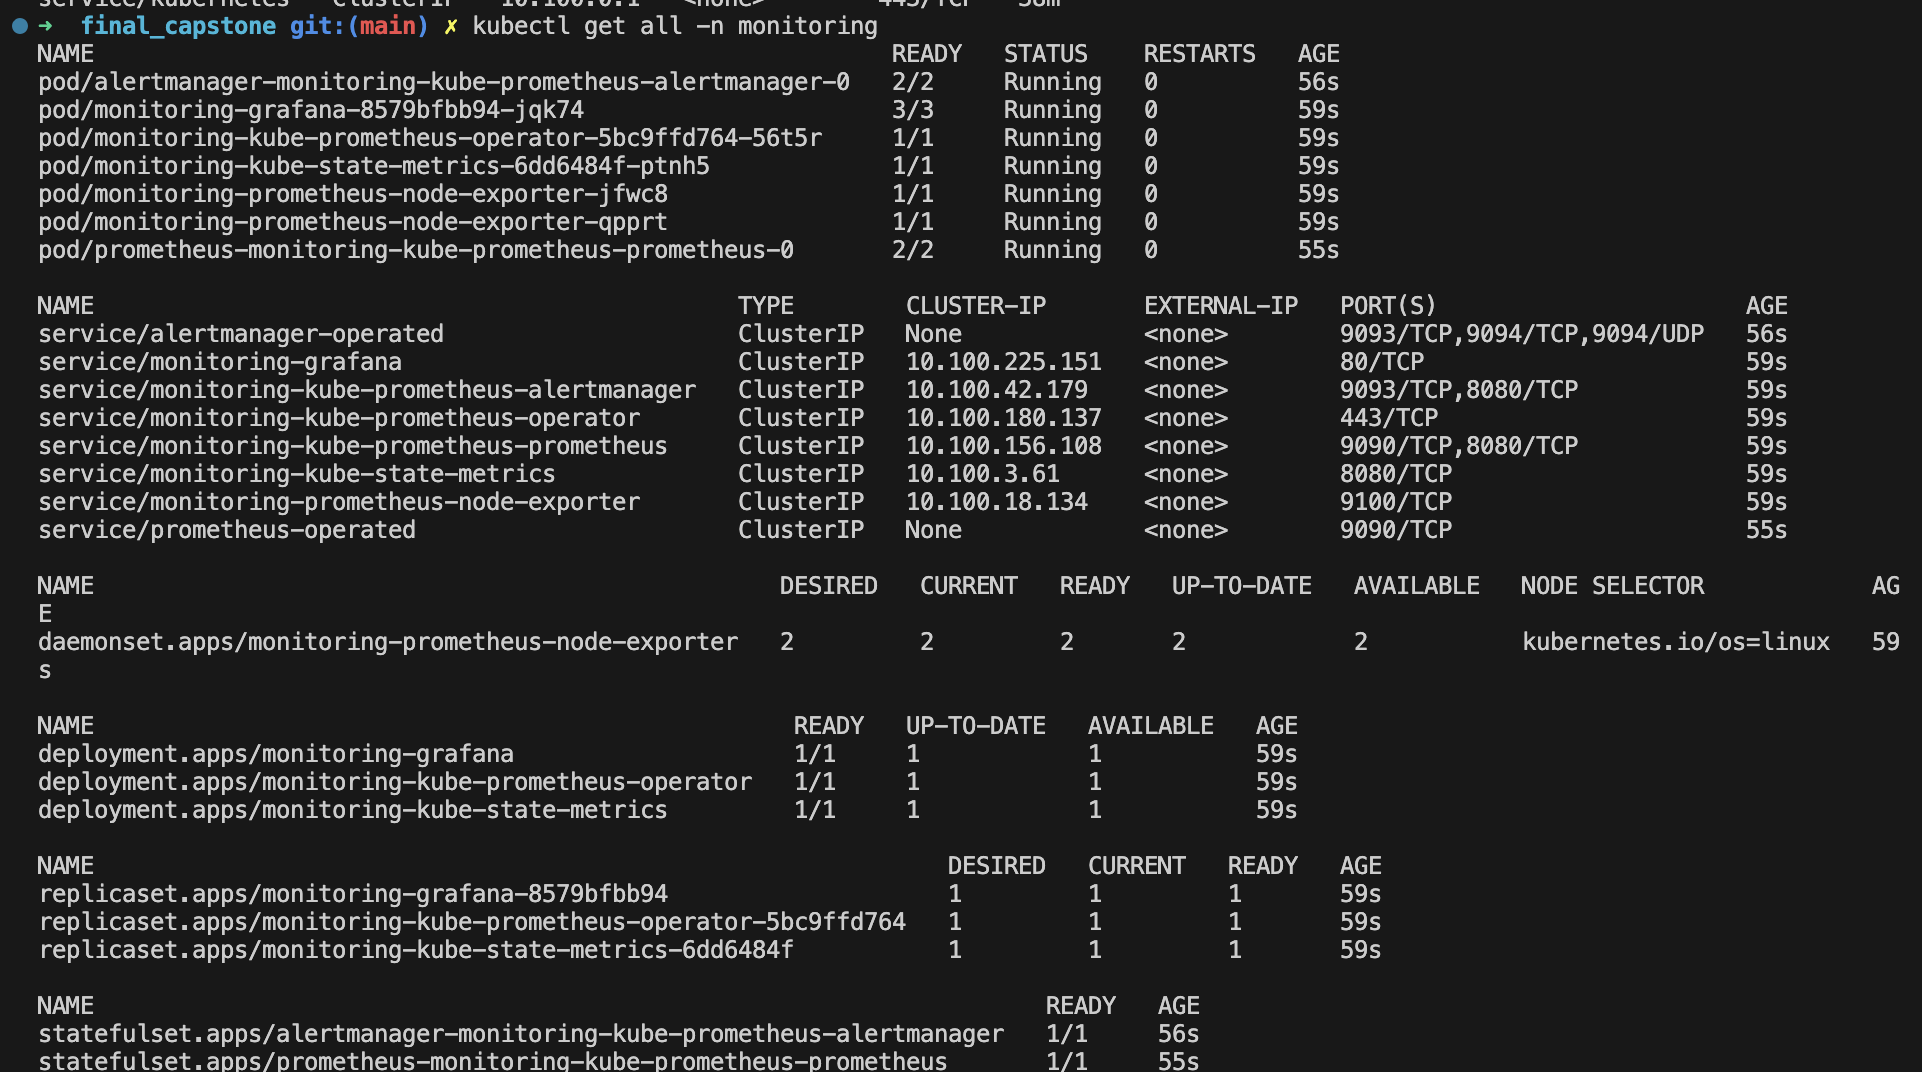 service/kubernetes ClusterIP 10.100.0.1 <none> 443/TCP 58m
➜ final_capstone git:(main) ✗ kubectl get all -n monitoring
NAME READY STATUS RESTARTS AGE
pod/alertmanager-monitoring-kube-prometheus-alertmanager-0 2/2 Running 0 56s
pod/monitoring-grafana-8579bfbb94-jqk74 3/3 Running 0 59s
pod/monitoring-kube-prometheus-operator-5bc9ffd764-56t5r 1/1 Running 0 59s
pod/monitoring-kube-state-metrics-6dd6484f-ptnh5 1/1 Running 0 59s
pod/monitoring-prometheus-node-exporter-jfwc8 1/1 Running 0 59s
pod/monitoring-prometheus-node-exporter-qpprt 1/1 Running 0 59s
pod/prometheus-monitoring-kube-prometheus-prometheus-0 2/2 Running 0 55s
NAME TYPE CLUSTER-IP EXTERNAL-IP PORT(S) AGE
service/alertmanager-operated ClusterIP None <none> 9093/TCP,9094/TCP,9094/UDP 56s
service/monitoring-grafana ClusterIP 10.100.225.151 <none> 80/TCP 59s
service/monitoring-kube-prometheus-alertmanager ClusterIP 10.100.42.179 <none> 9093/TCP,8080/TCP 59s
service/monitoring-kube-prometheus-operator ClusterIP 10.100.180.137 <none> 443/TCP 59s
service/monitoring-kube-prometheus-prometheus ClusterIP 10.100.156.108 <none> 9090/TCP,8080/TCP 59s
service/monitoring-kube-state-metrics ClusterIP 10.100.3.61 <none> 8080/TCP 59s
service/monitoring-prometheus-node-exporter ClusterIP 10.100.18.134 <none> 9100/TCP 59s
service/prometheus-operated ClusterIP None <none> 9090/TCP 55s
NAME DESIRED CURRENT READY UP-TO-DATE AVAILABLE NODE SELECTOR AG
E
daemonset.apps/monitoring-prometheus-node-exporter 2 2 2 2 2 kubernetes.io/os=linux 59
s
NAME READY UP-TO-DATE AVAILABLE AGE
deployment.apps/monitoring-grafana 1/1 1 1 59s
deployment.apps/monitoring-kube-prometheus-operator 1/1 1 1 59s
deployment.apps/monitoring-kube-state-metrics 1/1 1 1 59s
NAME DESIRED CURRENT READY AGE
replicaset.apps/monitoring-grafana-8579bfbb94 1 1 1 59s
replicaset.apps/monitoring-kube-prometheus-operator-5bc9ffd764 1 1 1 59s
replicaset.apps/monitoring-kube-state-metrics-6dd6484f 1 1 1 59s
NAME READY AGE
statefulset.apps/alertmanager-monitoring-kube-prometheus-alertmanager 1/1 56s
statefulset.apps/prometheus-monitoring-kube-prometheus-prometheus 1/1 55s